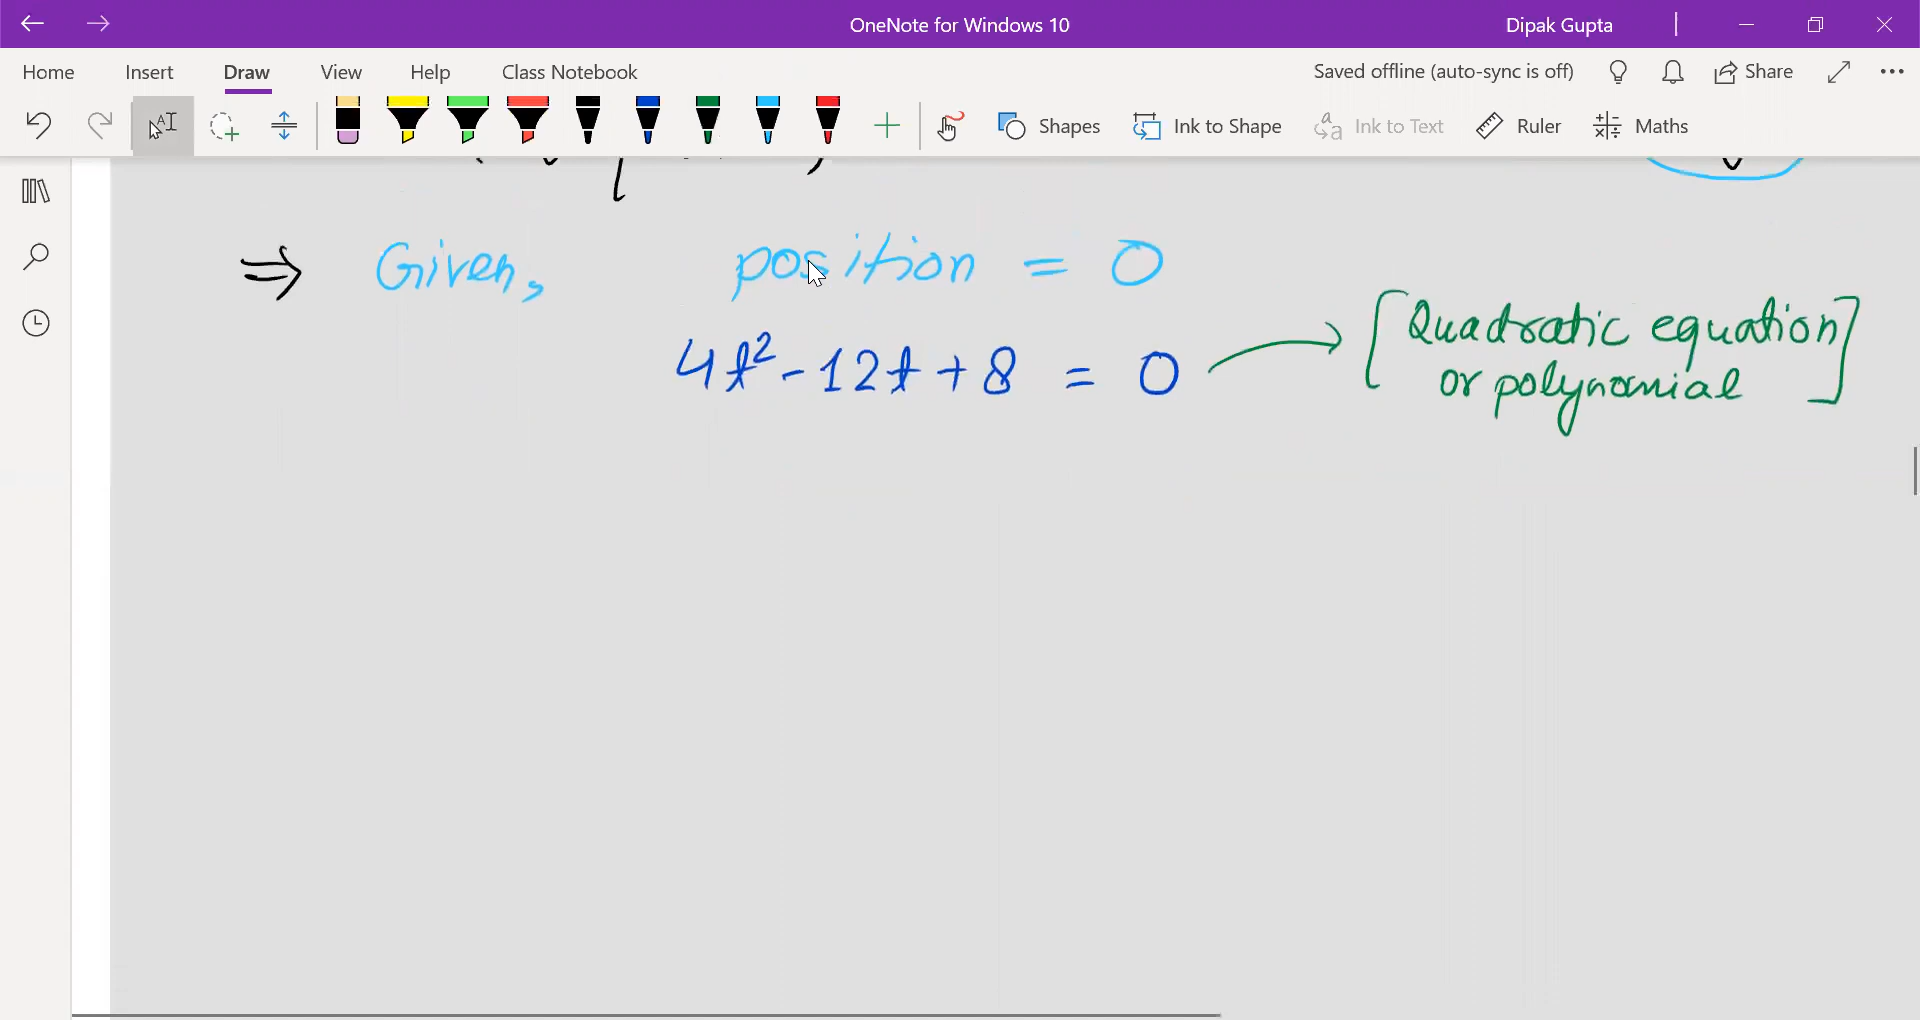 OneNote for Windows 10
Dipak Gupta
Home Insert Draw View Help Class Notebook
Saved offline (auto-sync is off) Share
Shapes Ink to Shape Ink to Text Ruler Maths
⇒ Given, position = 0
4t² - 12t + 8 = 0
[Quadratic equation
or polynomial]